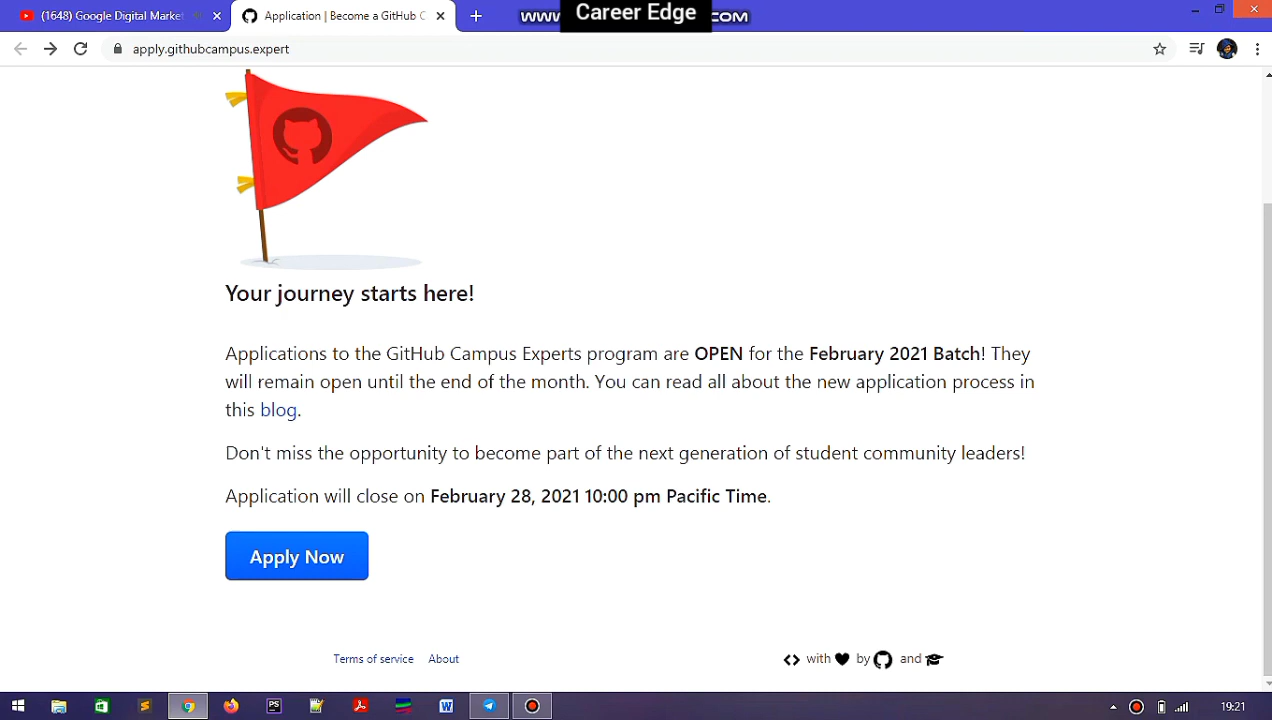 (1648) Google Digital Market
Application | Become a GitHub C
Career Edge
WWW
COM
apply.githubcampus.expert
Your journey starts here!
Applications to the GitHub Campus Experts program are OPEN for the February 2021 Batch! They
will remain open until the end of the month. You can read all about the new application process in
this blog.
Don't miss the opportunity to become part of the next generation of student community leaders!
Application will close on February 28, 2021 10:00 pm Pacific Time.
Apply Now
Terms of service About
with by and
PS
W
19:21